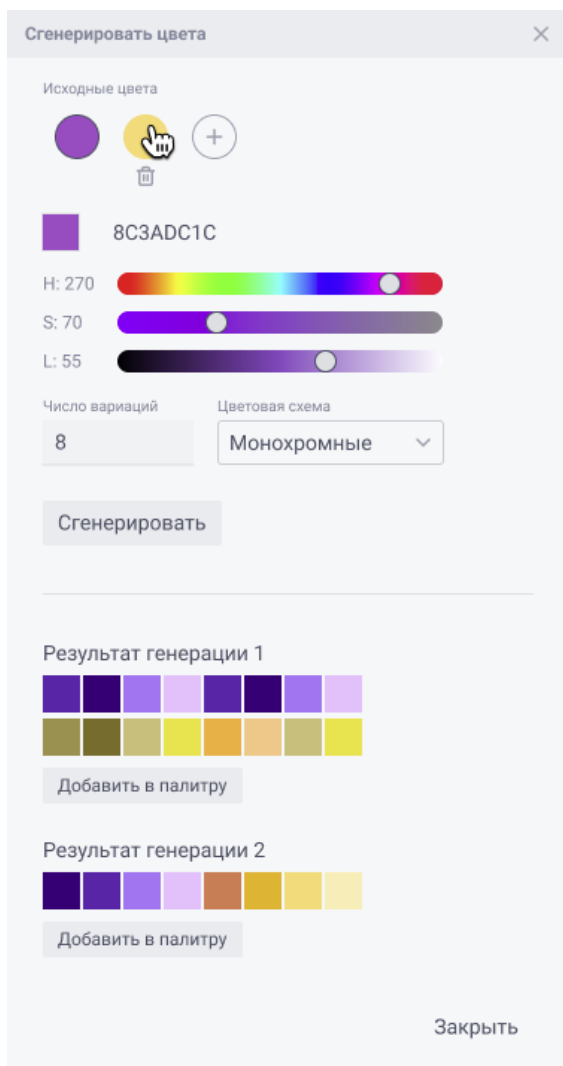 Сгенерировать цвета
Исходные цвета
8C3ADC1C
H: 270
S: 70
L: 55
Число вариаций Цветовая схема
8 Монохромные
Сгенерировать
Результат генерации 1
Добавить в палитру
Результат генерации 2
Добавить в палитру
Закрыть